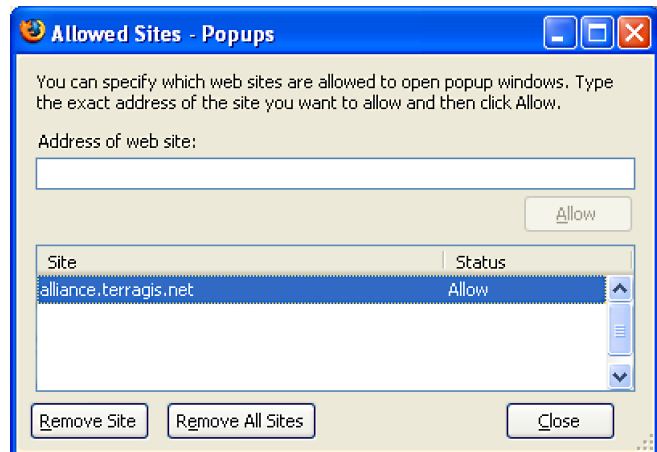 Allowed Sites - Popups
You can specify which web sites are allowed to open popup windows. Type
the exact address of the site you want to allow and then click Allow.
Address of web site:
Allow
Site Status
alliance.terragis.net Allow
Remove Site Remove All Sites Close